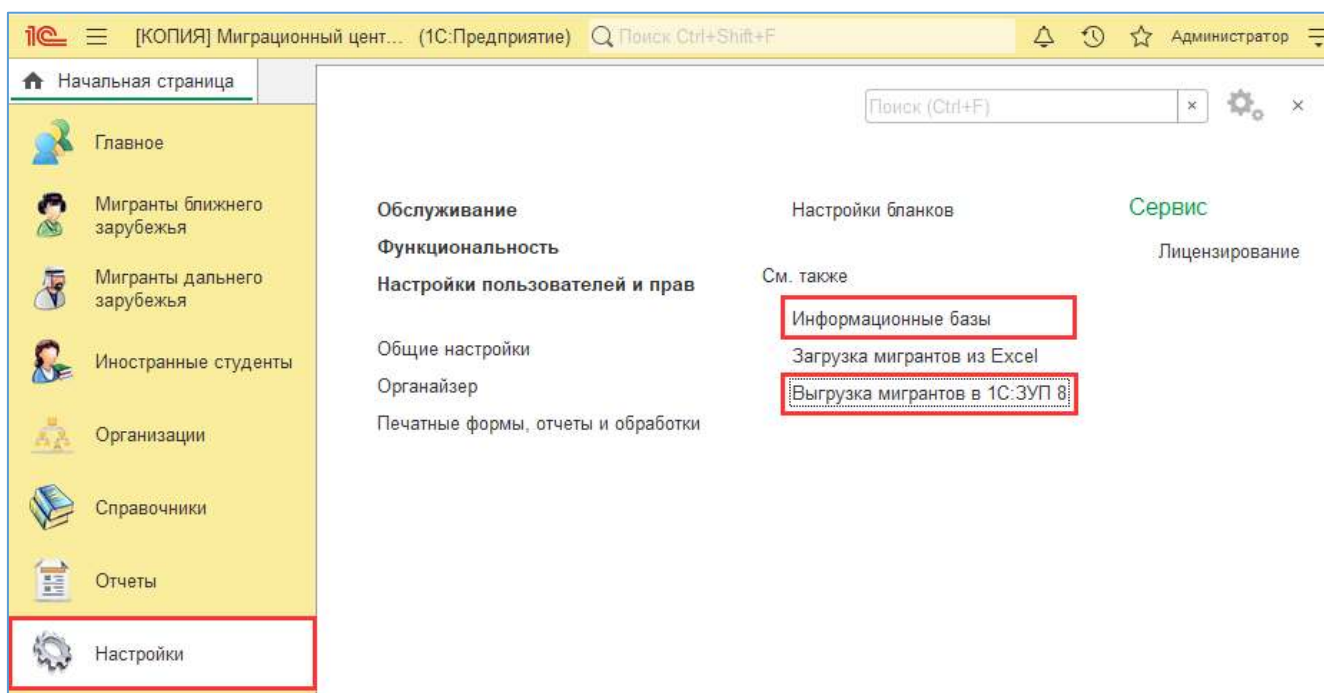 1С [КОПИЯ] Миграционный цент... (1С:Предприятие) Поиск Ctrl+Shift+F Администратор
Начальная страница
Поиск (Ctrl+F) × ×
Главное
Мигранты ближнего
зарубежья
Мигранты дальнего
зарубежья
Иностранные студенты
Организации
Справочники
Отчеты
Настройки
Обслуживание
Функциональность
Настройки пользователей и прав
Общие настройки
Органайзер
Печатные формы, отчеты и обработки
Настройки бланков
См. также
Информационные базы
Загрузка мигрантов из Excel
Выгрузка мигрантов в 1С:ЗУП 8
Сервис
Лицензирование